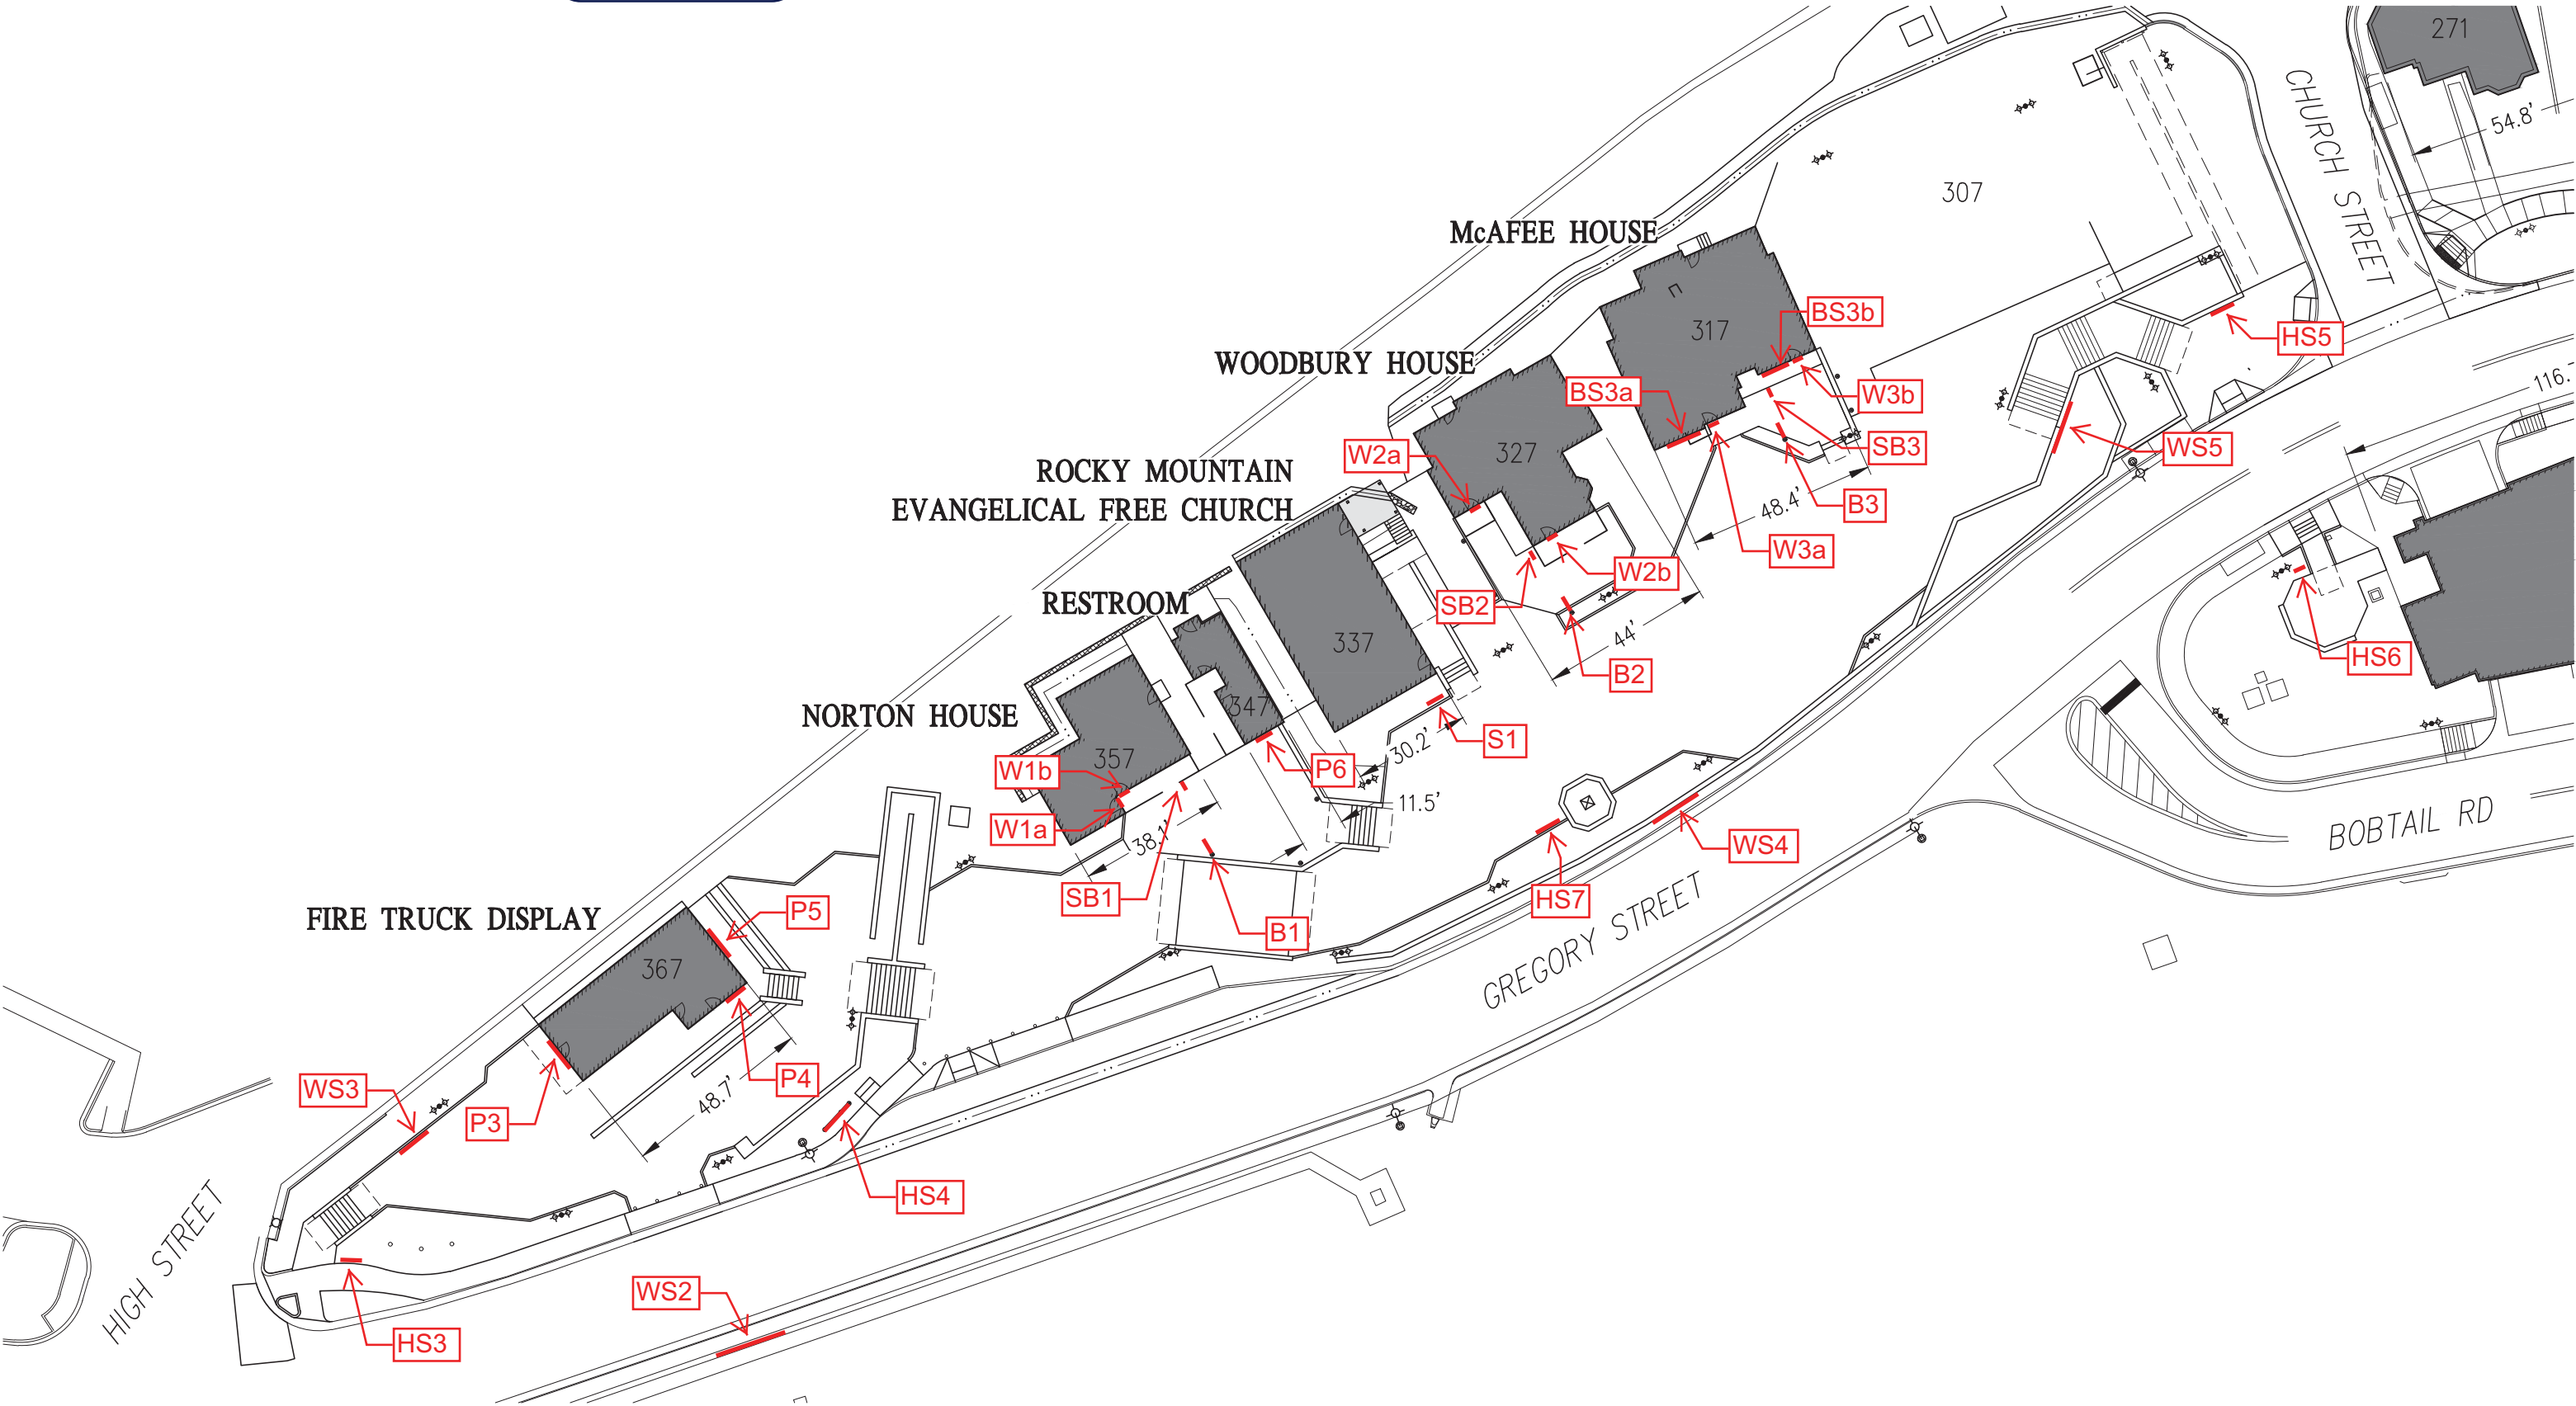 271
CHURCH STREET
54.8'
307
McAFEE HOUSE
317
BS3b
HS5
WOODBURY HOUSE
BS3a
W3b
116.
327
W2a
SB3
WS5
ROCKY MOUNTAIN
EVANGELICAL FREE CHURCH
48.4'
B3
W3a
W2b
RESTROOM
SB2
337
44'
HS6
B2
NORTON HOUSE
347
S1
30.2'
357
W1b
P6
11.5'
W1a
38.1'
BOBTAIL RD
WS4
SB1
HS7
FIRE TRUCK DISPLAY
P5
B1
GREGORY STREET
367
P4
48.7'
WS3
P3
HS4
HIGH STREET
WS2
HS3